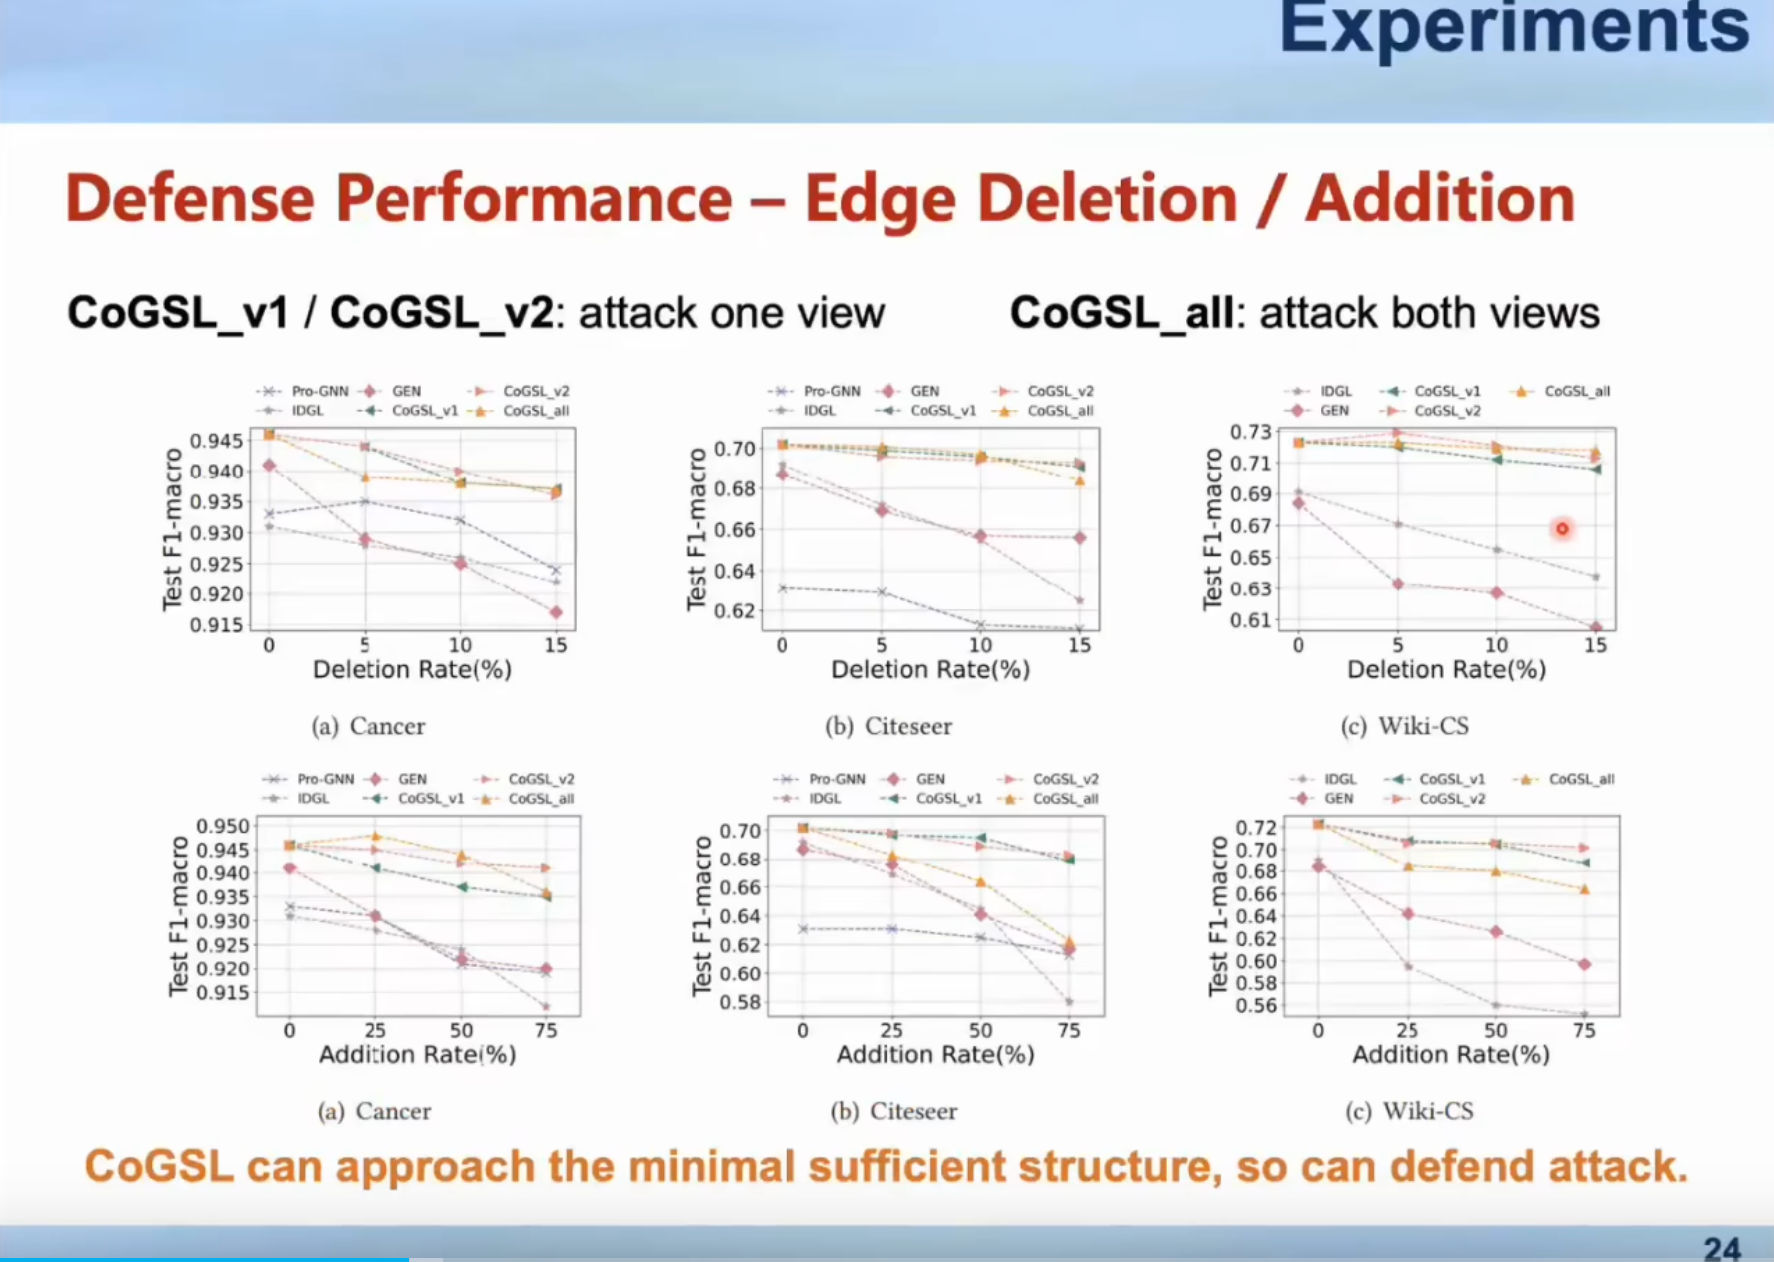 Experiments
Defense Performance – Edge Deletion / Addition
CoGSL_v1 / CoGSL_v2: attack one view
CoGSL_all: attack both views
Pro-GNN GEN CoGSL_v2
IDGL CoGSL_v1 CoGSL_all
0.945
0.940
0.935
0.930
0.925
0.920
0.915
Test F1-macro
0 5 10 15
Deletion Rate(%)
(a) Cancer
Pro-GNN GEN CoGSL_v2
IDGL CoGSL_v1 CoGSL_all
0.70
0.68
0.66
0.64
0.62
Test F1-macro
0 5 10 15
Deletion Rate(%)
(b) Citeseer
IDGL CoGSL_v1 CoGSL_all
GEN CoGSL_v2
0.73
0.71
0.69
0.67
0.65
0.63
0.61
Test F1-macro
0 5 10 15
Deletion Rate(%)
(c) Wiki-CS
Pro-GNN GEN CoGSL_v2
IDGL CoGSL_v1 CoGSL_all
0.950
0.945
0.940
0.935
0.930
0.925
0.920
0.915
Test F1-macro
0 25 50 75
Addition Rate(%)
(a) Cancer
Pro-GNN GEN CoGSL_v2
IDGL CoGSL_v1 CoGSL_all
0.70
0.68
0.66
0.64
0.62
0.60
0.58
Test F1-macro
0 25 50 75
Addition Rate(%)
(b) Citeseer
IDGL CoGSL_v1 CoGSL_all
GEN CoGSL_v2
0.72
0.70
0.68
0.66
0.64
0.62
0.60
0.58
0.56
Test F1-macro
0 25 50 75
Addition Rate(%)
(c) Wiki-CS
CoGSL can approach the minimal sufficient structure, so can defend attack.
24